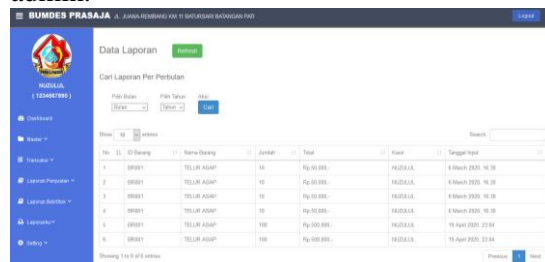 BUMDES PRASAJA JL. JUANA-REMBANG KM 11 BATURSARI BATANGAN PATI
Logout
NUZULUL
( 1234567890 )
Dashboard
Master
Transaksi
Laporan Penjualan
Laporan
Laporanku
Setting
Data Laporan
Refresh
Cari Laporan Per Perbulan
Pilih Bulan Pilih Tahun Aksi
Bulan Tahun Cari
Show 10 entries Search:
No ID Barang Nama Barang Jumlah Total Kasir Tanggal Input
1 BR001 TELUR ASAP 10 Rp.50.000,- NUZULUL 6 March 2020, 16:39
2 BR001 TELUR ASAP 10 Rp.50.000,- NUZULUL 6 March 2020, 16:39
3 BR001 TELUR ASAP 10 Rp.50.000,- NUZULUL 6 March 2020, 16:39
4 BR001 TELUR ASAP 10 Rp.50.000,- NUZULUL 6 March 2020, 16:39
5 BR001 TELUR ASAP 100 Rp.500.000,- NUZULUL 19 April 2020, 23:04
6 BR001 TELUR ASAP 100 Rp.500.000,- NUZULUL 19 April 2020, 23:04
Showing 1 to 6 of 6 entries Previous 1 Next